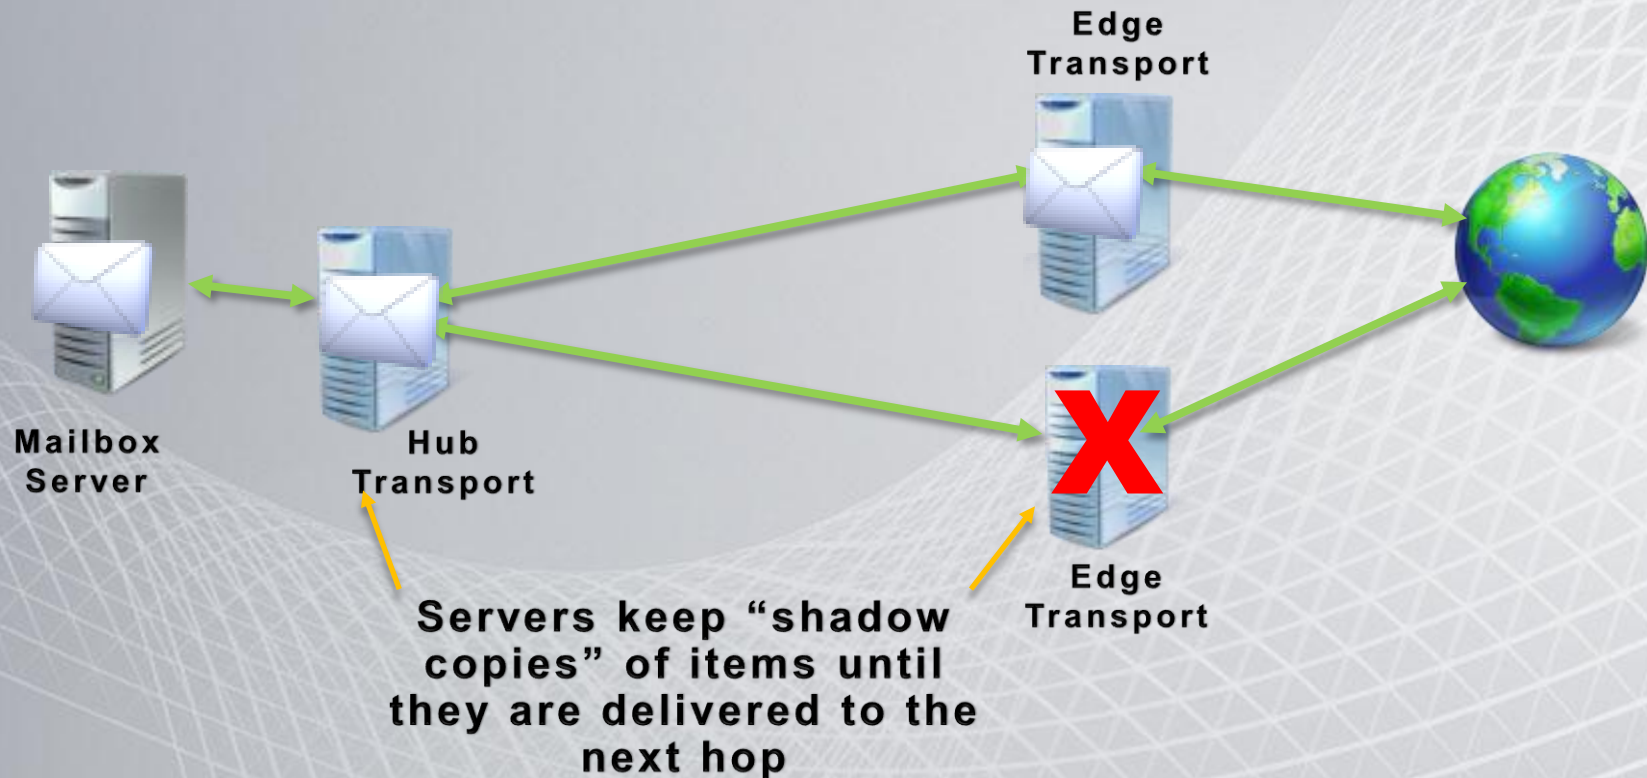 Edge
Transport
Mailbox
Server
Hub
Transport
Edge
Transport
Servers keep “shadow
copies” of items until
they are delivered to the
next hop